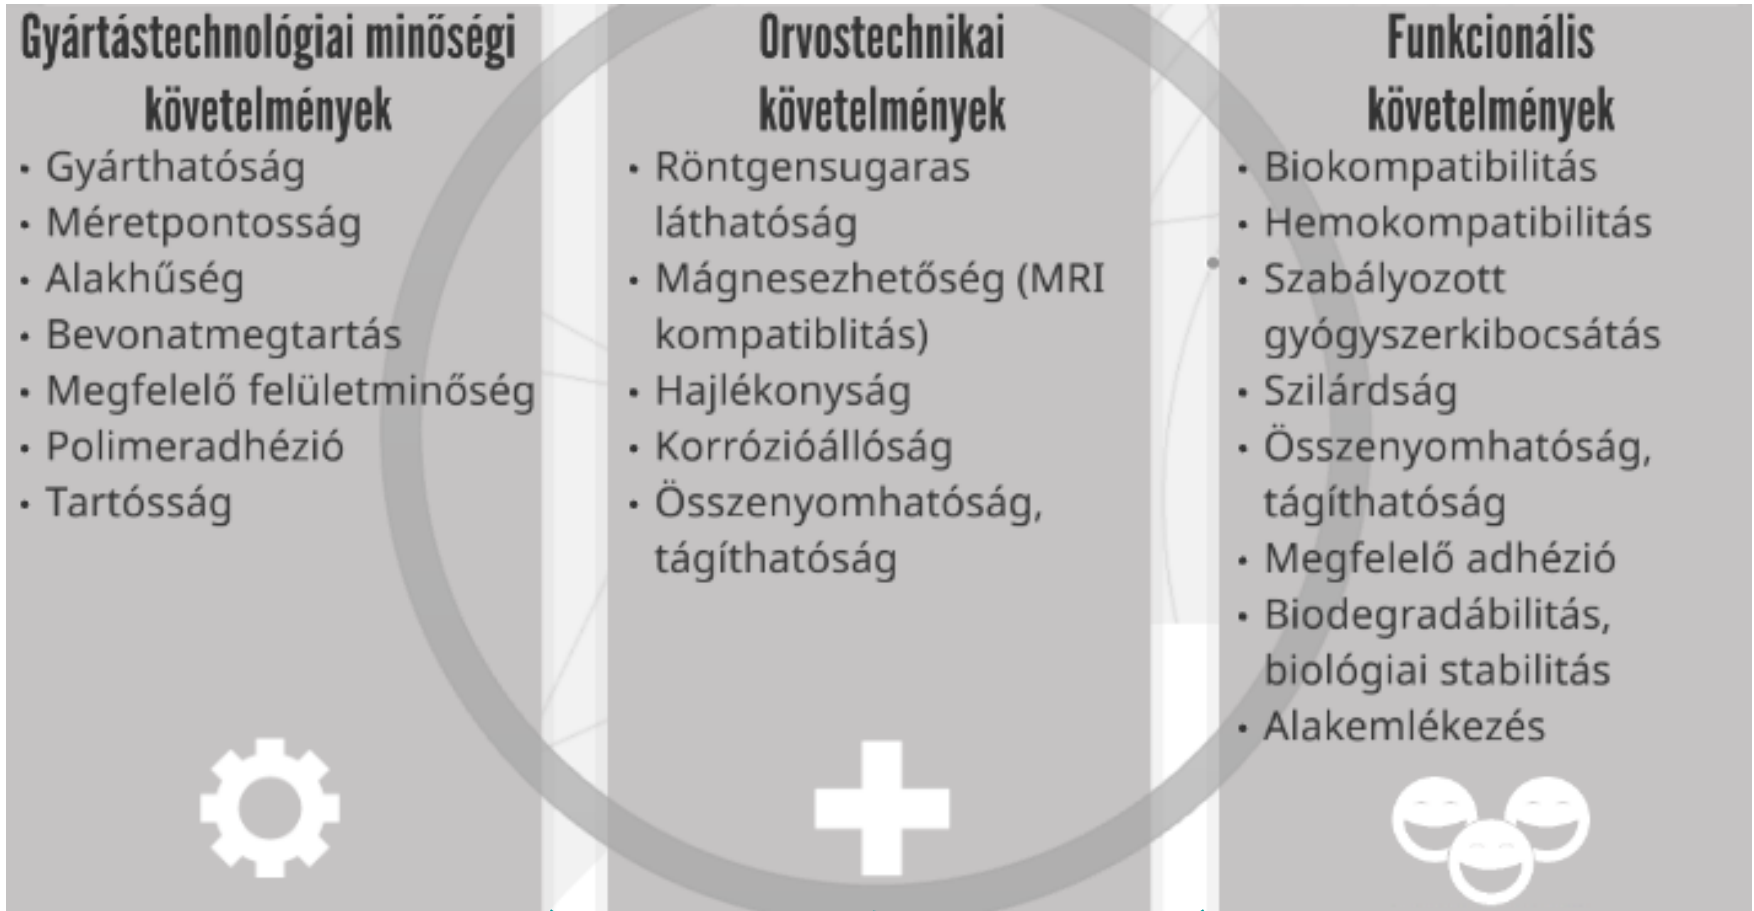 Gyártástechnológiai minőségi
követelmények
• Gyárthatóság
• Méretpontosság
• Alakhűség
• Bevonatmegtartás
• Megfelelő felületminőség
• Polimeradhézió
• Tartósság
Orvostechnikai
követelmények
• Röntgensugaras
láthatóság
• Mágnesezhetőség (MRI
kompatiblitás)
• Hajlékonyság
• Korrózióállóság
• Összenyomhatóság,
tágíthatóság
Funkcionális
követelmények
• Biokompatibilitás
• Hemokompatibilitás
• Szabályozott
gyógyszerkibocsátás
• Szilárdság
• Összenyomhatóság,
tágíthatóság
• Megfelelő adhézió
• Biodegradábilitás,
biológiai stabilitás
• Alakemlékezés